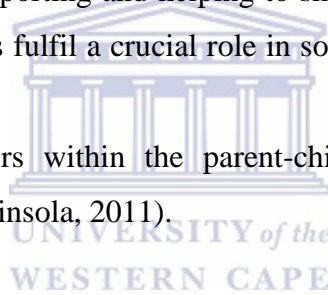 porting and helping to s
s fulfil a crucial role in so
rs within the parent-chi
insola, 2011).
UNIVERSITY of the
WESTERN CAPE